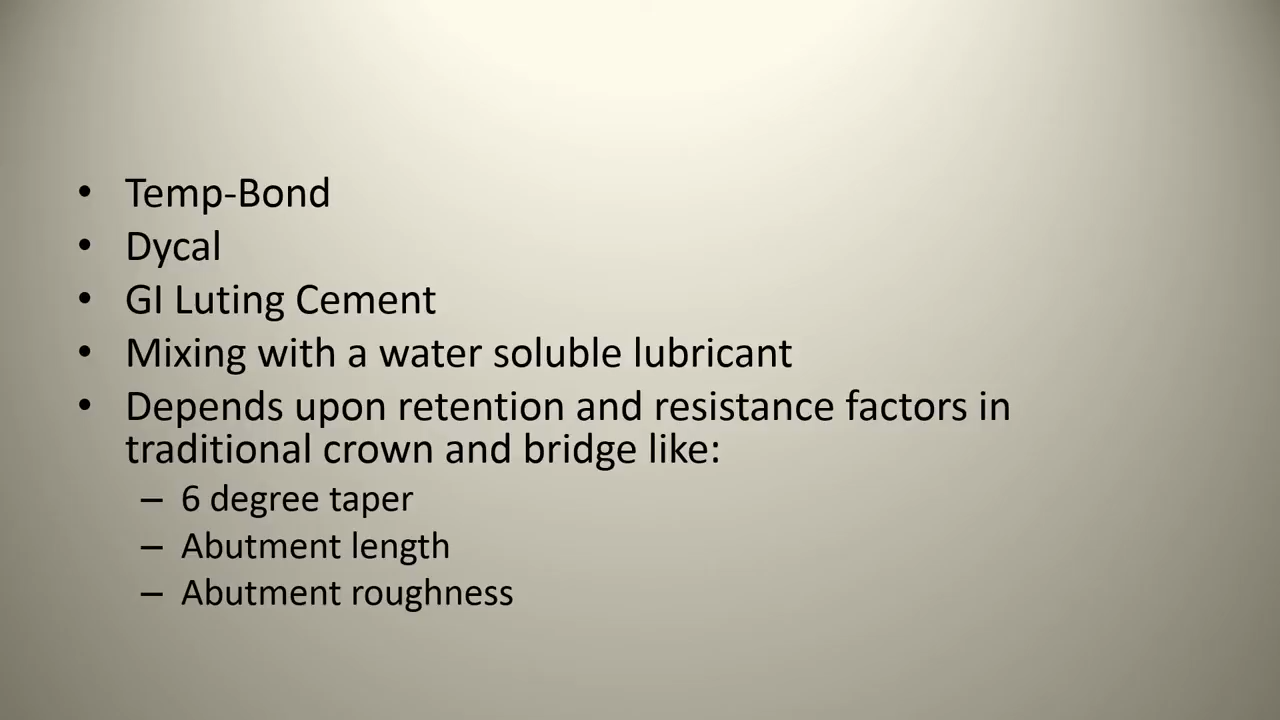 • Temp-Bond
• Dycal
• GI Luting Cement
• Mixing with a water soluble lubricant
• Depends upon retention and resistance factors in
traditional crown and bridge like:
– 6 degree taper
– Abutment length
– Abutment roughness